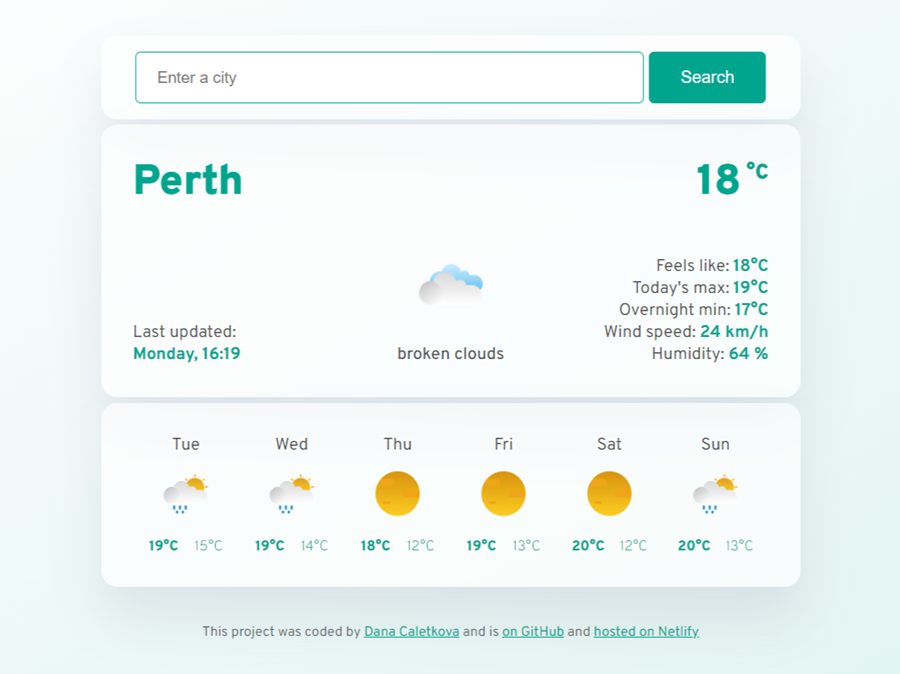 Enter a city
Search
Perth
18 °C
Feels like: 18°C
Today's max: 19°C
Overnight min: 17°C
Wind speed: 24 km/h
Humidity: 64 %
Last updated:
Monday, 16:19
broken clouds
Tue Wed Thu Fri Sat Sun
19°C 15°C 19°C 14°C 18°C 12°C 19°C 13°C 20°C 12°C 20°C 13°C
This project was coded by Dana Caletkova and is on GitHub and hosted on Netlify